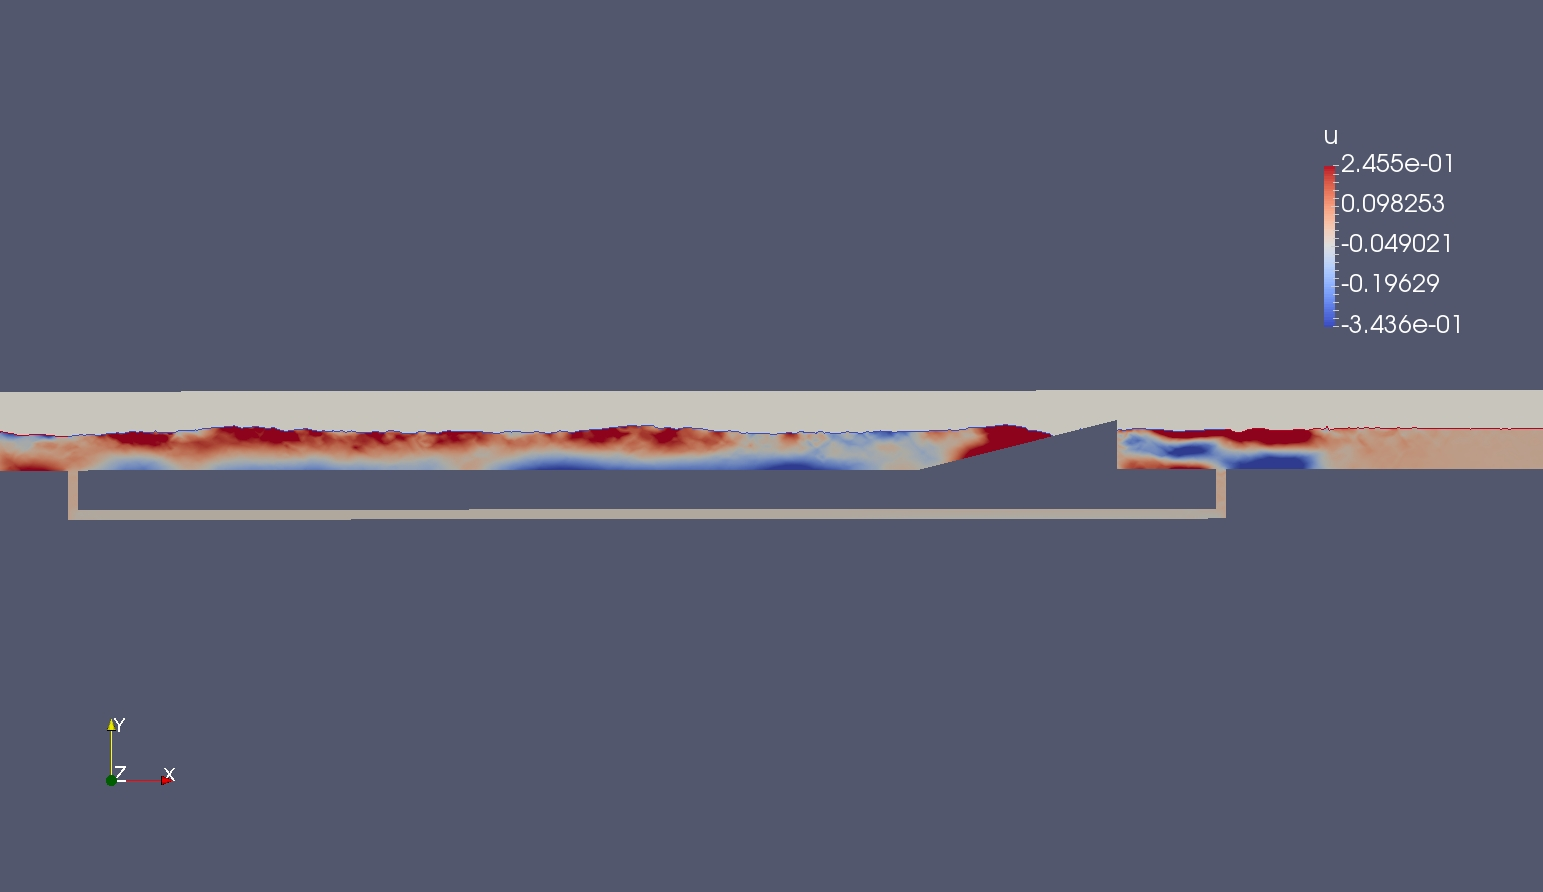 u
2.455e-01
0.098253
-0.049021
-0.19629
-3.436e-01
Y
Z X